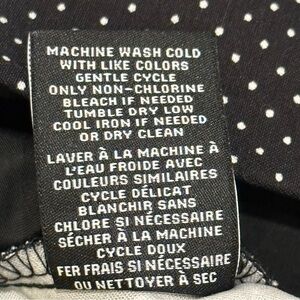 MACHINE WASH COLD
WITH LIKE COLORS
GENTLE CYCLE
ONLY NON-CHLORINE
BLEACH IF NEEDED
TUMBLE DRY LOW
COOL IRON IF NEEDED
OR DRY CLEAN
LAVER À LA MACHINE À
L'EAU FROIDE AVEC
COULEURS SIMILAIRES
CYCLE DÉLICAT
BLANCHIR SANS
CHLORE SI NÉCESSAIRE
SÉCHER À LA MACHINE
CYCLE DOUX
FER FRAIS SI NÉCESSAIRE
OU NETTOYER À SEC